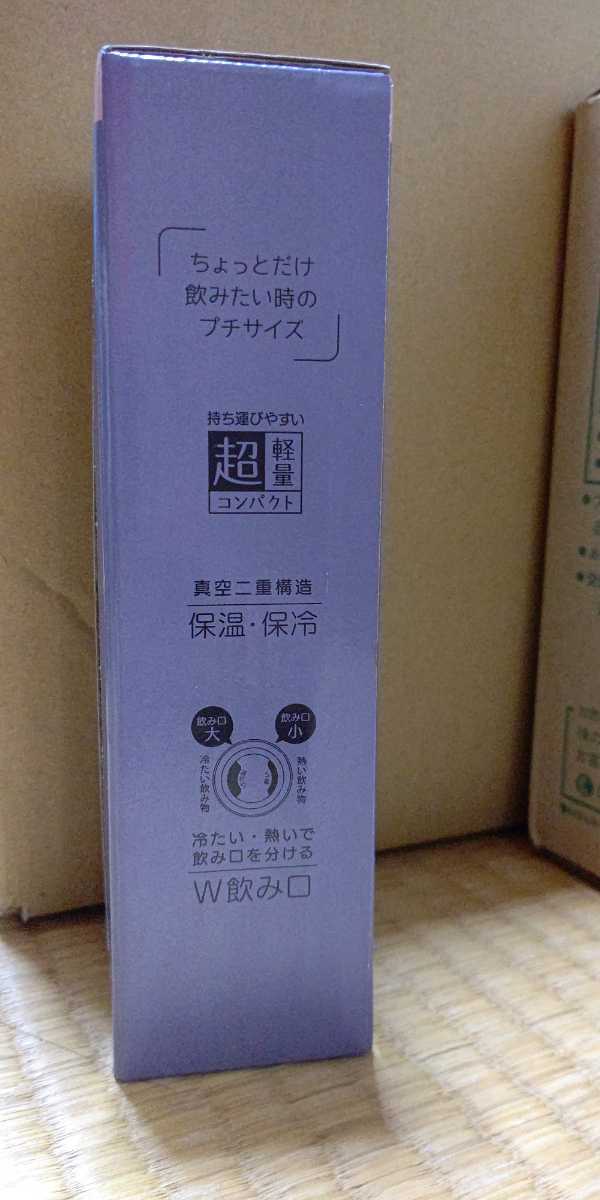 ちょっとだけ
飲みたい時の
プチサイズ
持ち運びやすい
超軽量
コンパクト
真空二重構造
保温・保冷
飲み口
大
飲み口
小
冷たい飲み物
熱い飲み物
冷たい・熱いで
飲み口を分ける
W飲み口